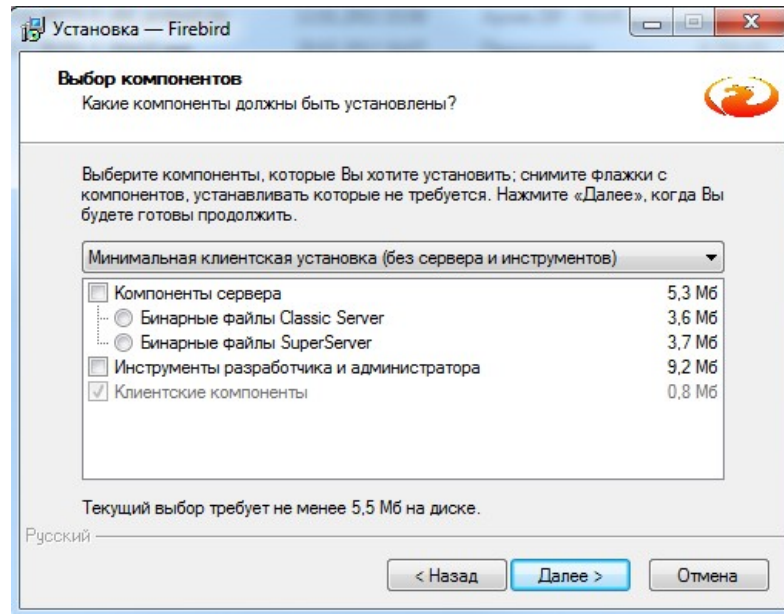 Установка — Firebird
Выбор компонентов
Какие компоненты должны быть установлены?
Выберите компоненты, которые Вы хотите установить; снимите флажки с
компонентов, устанавливать которые не требуется. Нажмите «Далее», когда Вы
будете готовы продолжить.
Минимальная клиентская установка (без сервера и инструментов)
Компоненты сервера 5,3 Мб
Бинарные файлы Classic Server 3,6 Мб
Бинарные файлы SuperServer 3,7 Мб
Инструменты разработчика и администратора 9,2 Мб
Клиентские компоненты 0,8 Мб
Текущий выбор требует не менее 5,5 Мб на диске.
Русский
< Назад Далее > Отмена